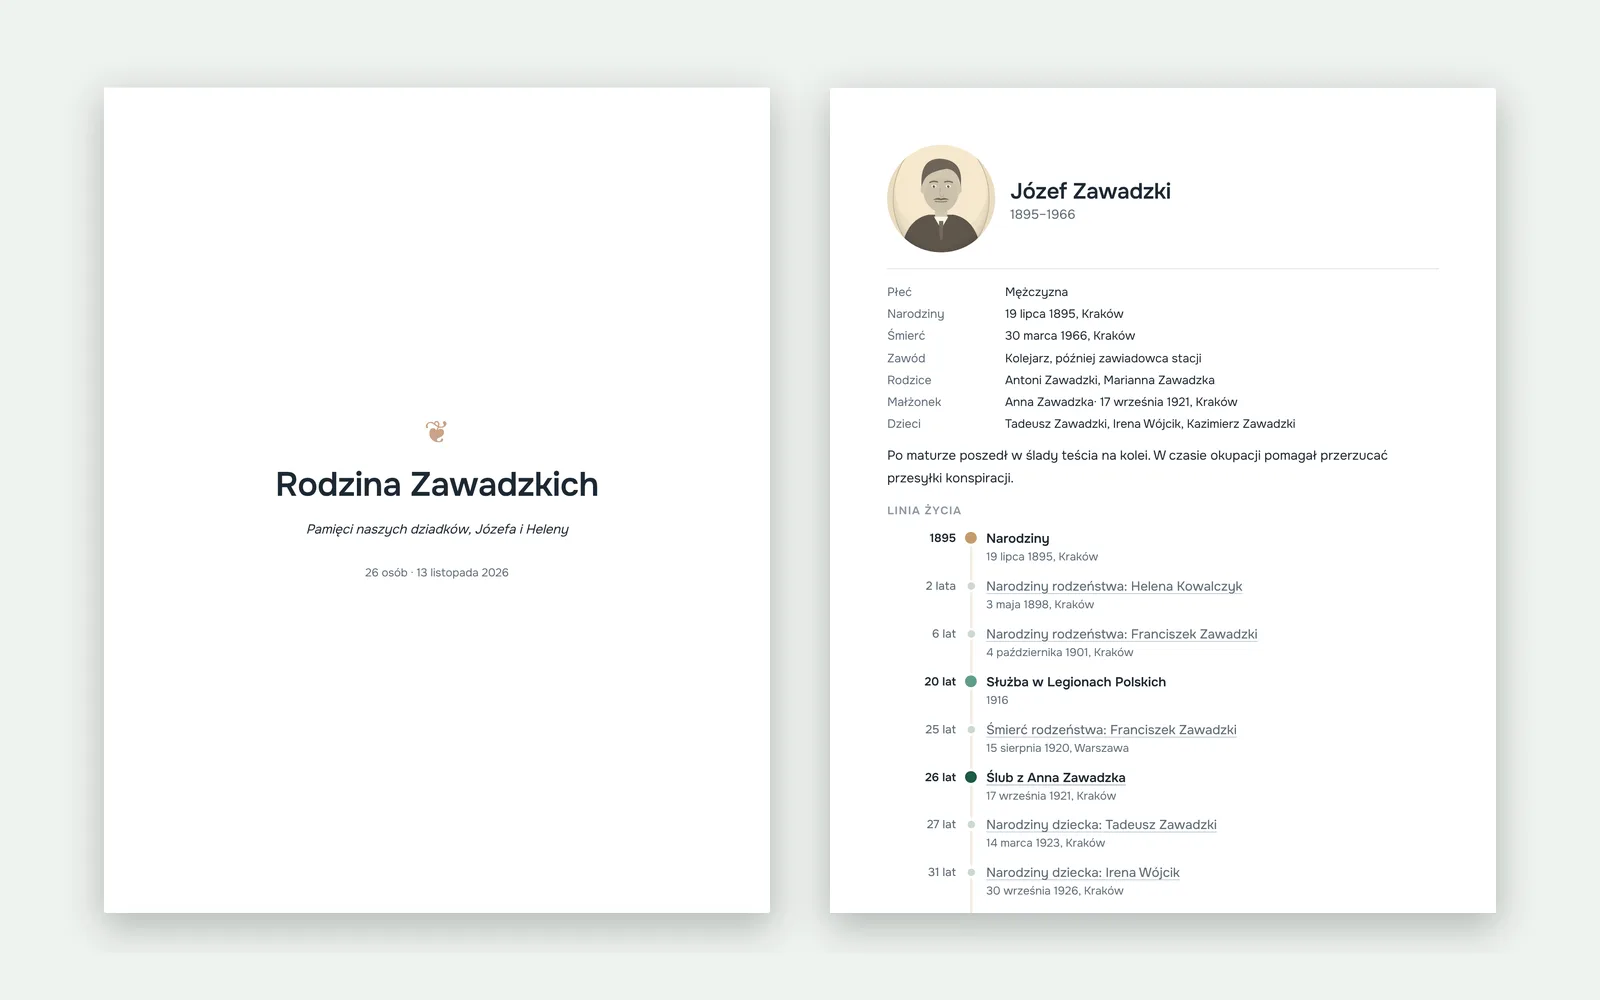 Rodzina Zawadzkich
Pamięci naszych dziadków, Józefa i Heleny
26 osób · 13 listopada 2026
Józef Zawadzki
1895–1966
Płeć Mężczyzna
Narodziny 19 lipca 1895, Kraków
Śmierć 30 marca 1966, Kraków
Zawód Kolejarz, później zawiadowca stacji
Rodzice Antoni Zawadzki, Marianna Zawadzka
Małżonek Anna Zawadzka· 17 września 1921, Kraków
Dzieci Tadeusz Zawadzki, Irena Wójcik, Kazimierz Zawadzki
Po maturze poszedł w ślady teścia na kolei. W czasie okupacji pomagał przerzucać
przesyłki konspiracji.
LINIA ŻYCIA
1895 Narodziny
19 lipca 1895, Kraków
2 lata Narodziny rodzeństwa: Helena Kowalczyk
3 maja 1898, Kraków
6 lat Narodziny rodzeństwa: Franciszek Zawadzki
4 października 1901, Kraków
20 lat Służba w Legionach Polskich
1916
25 lat Śmierć rodzeństwa: Franciszek Zawadzki
15 sierpnia 1920, Warszawa
26 lat Ślub z Anna Zawadzka
17 września 1921, Kraków
27 lat Narodziny dziecka: Tadeusz Zawadzki
14 marca 1923, Kraków
31 lat Narodziny dziecka: Irena Wójcik
30 września 1926, Kraków